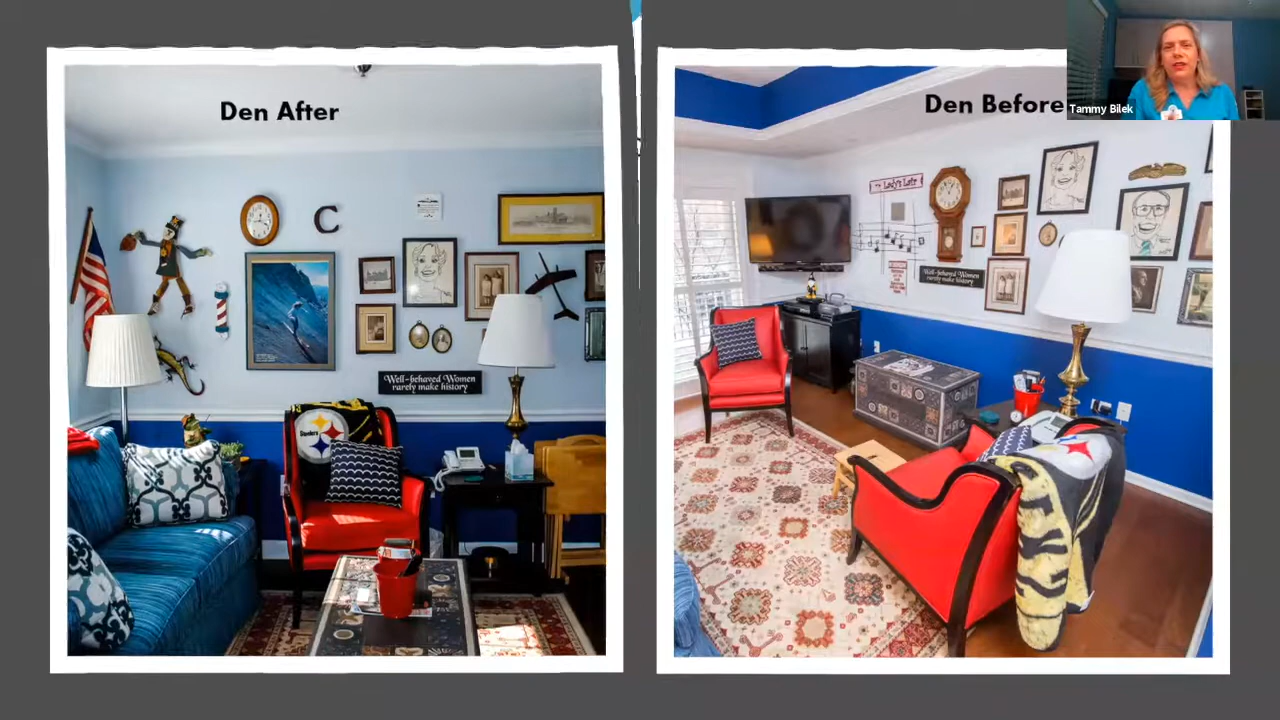 Den After
C
Steelers
Well-behaved Women
rarely make history
Den Before
Tammy Bilek
Lady's Lair
Well-behaved Women
rarely make history